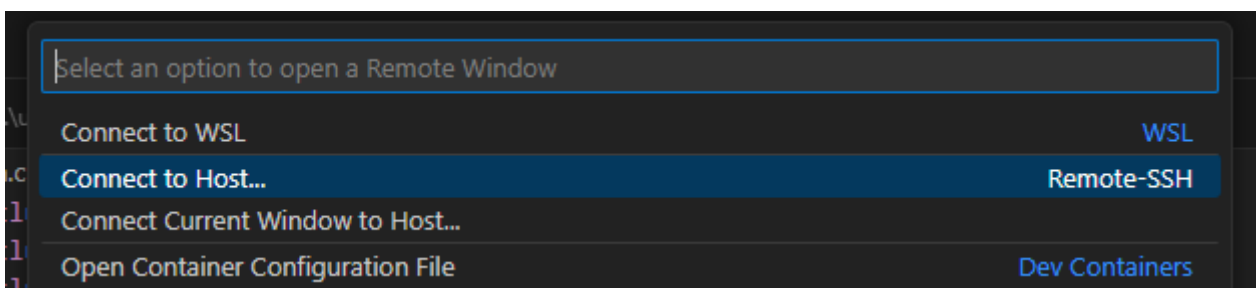 Select an option to open a Remote Window
Connect to WSL WSL
Connect to Host... Remote-SSH
Connect Current Window to Host...
Open Container Configuration File Dev Containers